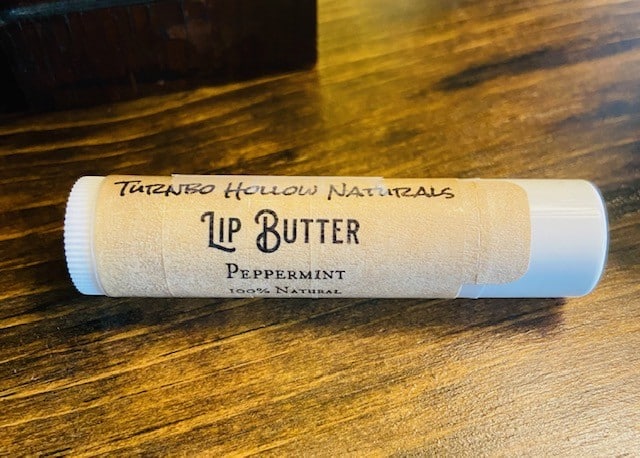 Turnbo Hollow Naturals
Lip Butter
Peppermint
100% Natural